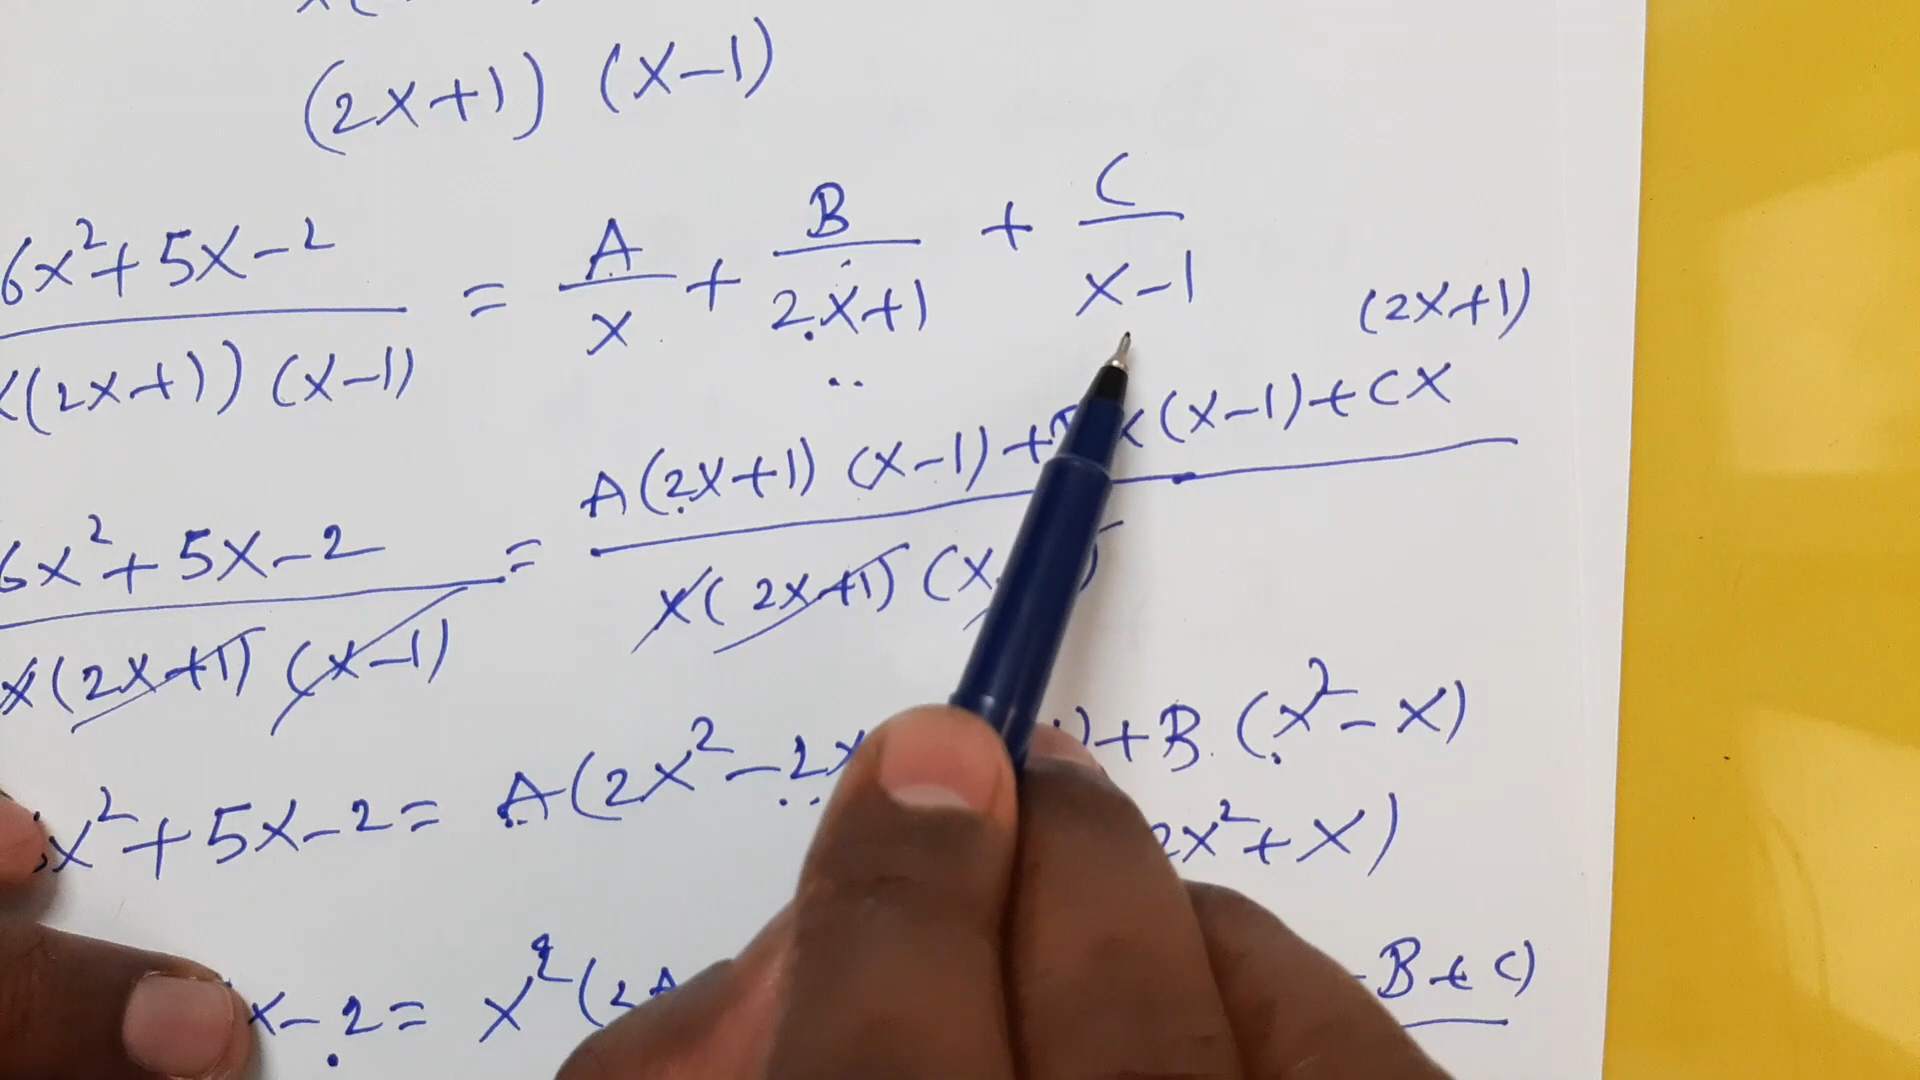 (2x+1) (x-1)
6x²+5x-2 = A + B + C
(2x+1) (x-1) x 2x+1 x-1
(2x+1)
6x²+5x-2 = A(2x+1) (x-1) + x(x-1)+Cx
x(2x+1) (x-1) x(2x+1) (x
x²+5x-2= A(2x²-2x )+B (x²-x)
2x²+x)
x-2= x²(2A -B+C)